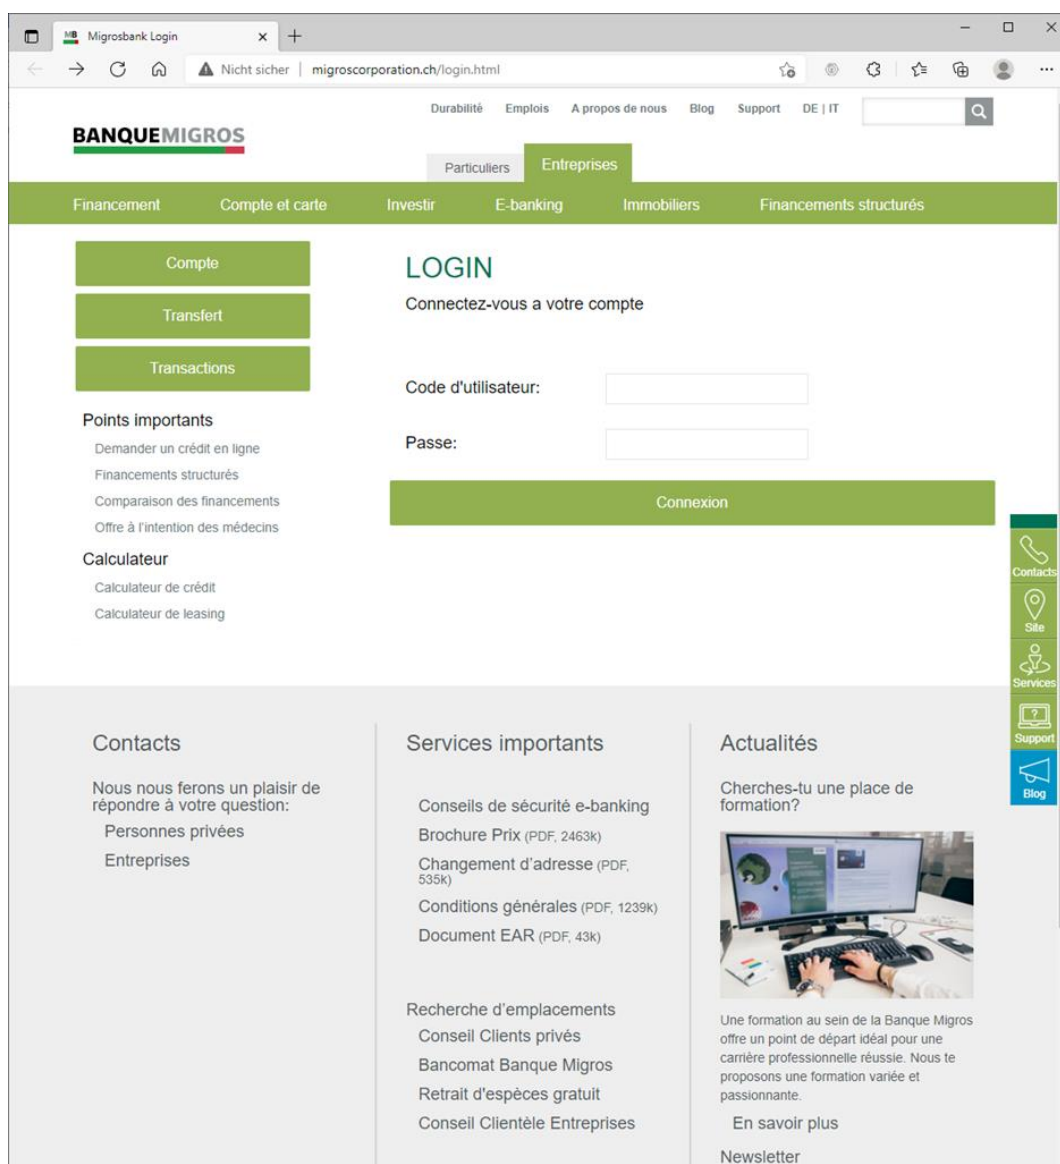 MB Migrosbank Login
Nicht sicher | migroscorporation.ch/login.html
Durabilité Emplois A propos de nous Blog Support DE | IT
BANQUEMIGROS
Particuliers Entreprises
Financement Compte et carte Investir E-banking Immobiliers Financements structurés
Compte
Transfert
Transactions
Points importants
Demander un crédit en ligne
Financements structurés
Comparaison des financements
Offre à l'intention des médecins
Calculateur
Calculateur de crédit
Calculateur de leasing
LOGIN
Connectez-vous a votre compte
Code d'utilisateur:
Passe:
Connexion
Contacts
Site
Services
Support
Blog
Contacts
Nous nous ferons un plaisir de
répondre à votre question:
Personnes privées
Entreprises
Services importants
Conseils de sécurité e-banking
Brochure Prix (PDF, 2463k)
Changement d'adresse (PDF,
535k)
Conditions générales (PDF, 1239k)
Document EAR (PDF, 43k)
Recherche d'emplacements
Conseil Clients privés
Bancomat Banque Migros
Retrait d'espèces gratuit
Conseil Clientèle Entreprises
Actualités
Cherches-tu une place de
formation?
Une formation au sein de la Banque Migros
offre un point de départ idéal pour une
carrière professionnelle réussie. Nous te
proposons une formation variée et
passionnante.
En savoir plus
Newsletter